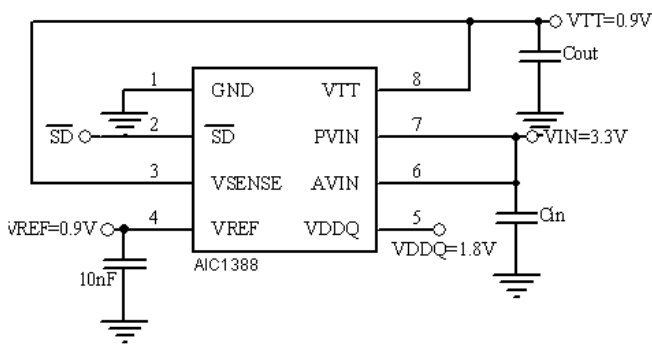 VTT=0.9V
Cout
1 GND VTT 8
SD 2 SD PVIN 7 VIN=3.3V
3 VSENSE AVIN 6
Cin
VREF=0.9V 4 VREF VDDQ 5
VDDQ=1.8V
AIC1388
10nF